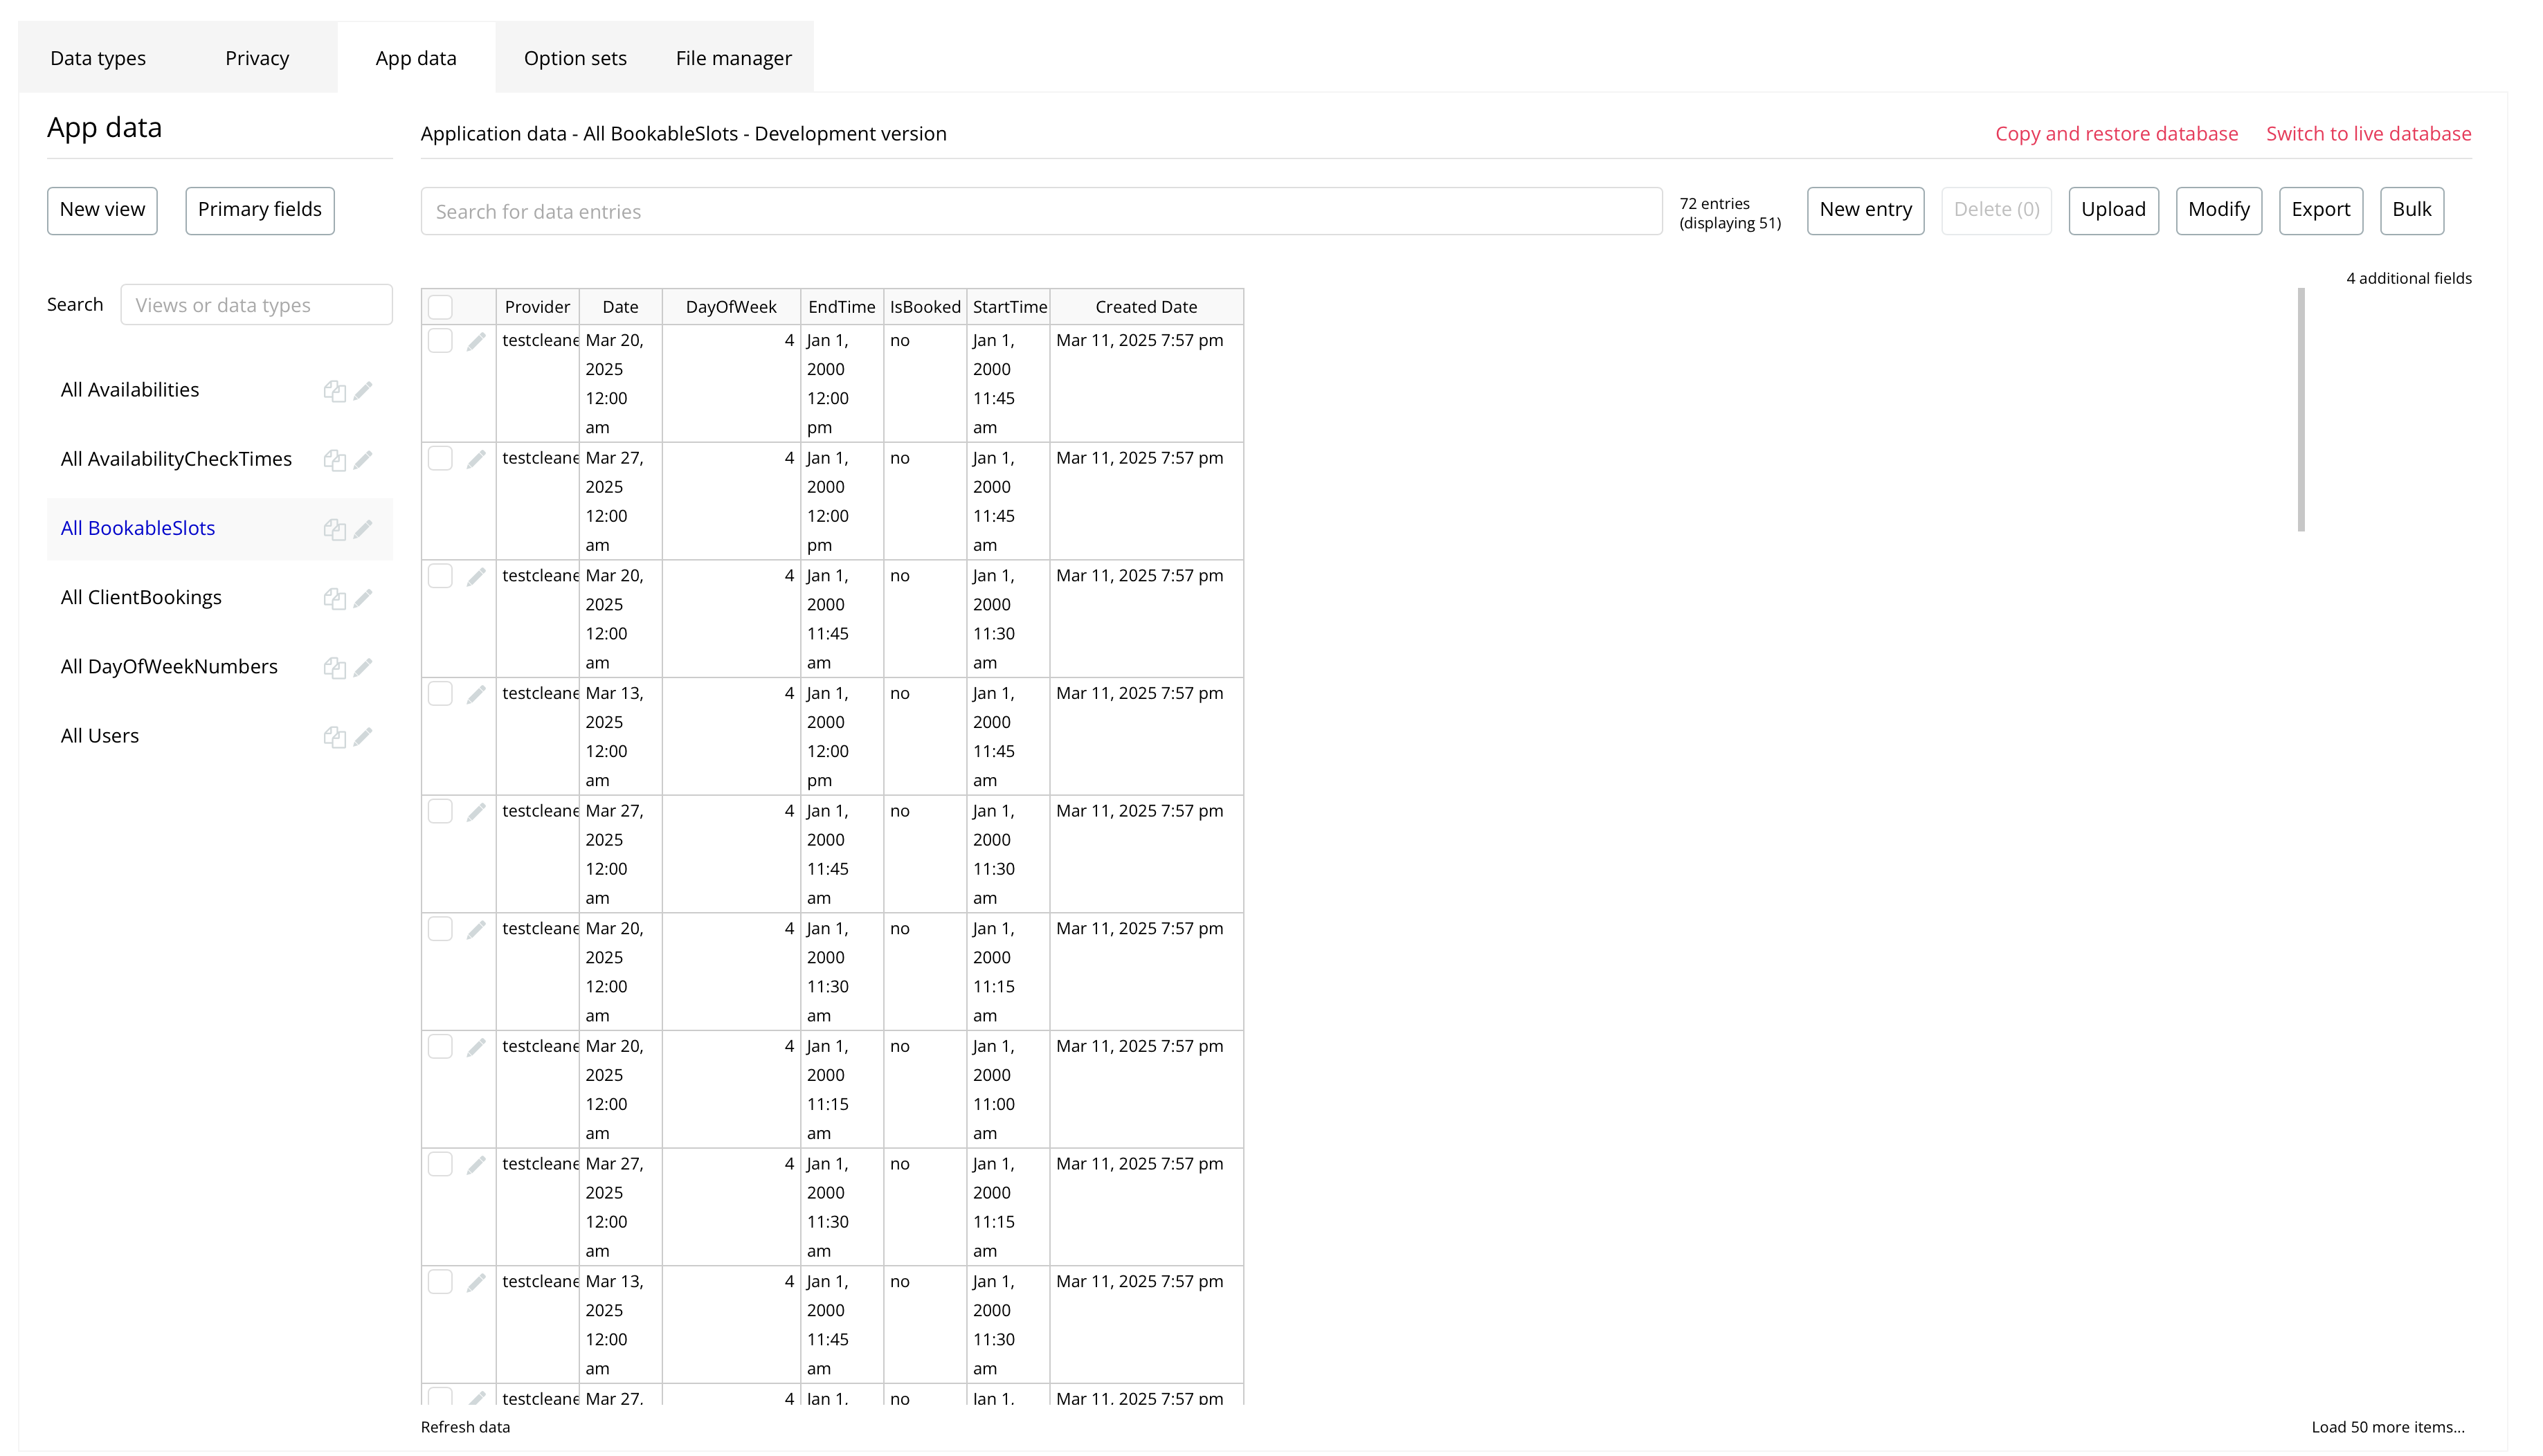 Data types
Privacy
App data
Option sets
File manager
App data
Application data - All BookableSlots - Development version
Copy and restore database
Switch to live database
New view
Primary fields
Search for data entries
72 entries
(displaying 51)
New entry
Delete (0)
Upload
Modify
Export
Bulk
4 additional fields
Search
Views or data types
All Availabilities
All AvailabilityCheckTimes
All BookableSlots
All ClientBookings
All DayOfWeekNumbers
All Users
Provider Date DayOfWeek EndTime IsBooked StartTime Created Date
testcleane Mar 20, 4 Jan 1, no Jan 1, Mar 11, 2025 7:57 pm
2025 2000 2000
12:00 12:00 11:45
am pm am
testcleane Mar 27, 4 Jan 1, no Jan 1, Mar 11, 2025 7:57 pm
2025 2000 2000
12:00 12:00 11:45
am pm am
testcleane Mar 20, 4 Jan 1, no Jan 1, Mar 11, 2025 7:57 pm
2025 2000 2000
12:00 11:45 11:30
am am am
testcleane Mar 13, 4 Jan 1, no Jan 1, Mar 11, 2025 7:57 pm
2025 2000 2000
12:00 12:00 11:45
am pm am
testcleane Mar 27, 4 Jan 1, no Jan 1, Mar 11, 2025 7:57 pm
2025 2000 2000
12:00 11:45 11:30
am am am
testcleane Mar 20, 4 Jan 1, no Jan 1, Mar 11, 2025 7:57 pm
2025 2000 2000
12:00 11:30 11:15
am am am
testcleane Mar 20, 4 Jan 1, no Jan 1, Mar 11, 2025 7:57 pm
2025 2000 2000
12:00 11:15 11:00
am am am
testcleane Mar 27, 4 Jan 1, no Jan 1, Mar 11, 2025 7:57 pm
2025 2000 2000
12:00 11:30 11:15
am am am
testcleane Mar 13, 4 Jan 1, no Jan 1, Mar 11, 2025 7:57 pm
2025 2000 2000
12:00 11:45 11:30
am am am
testcleane Mar 27, 4 Jan 1, no Jan 1, Mar 11, 2025 7:57 pm
Refresh data
Load 50 more items...